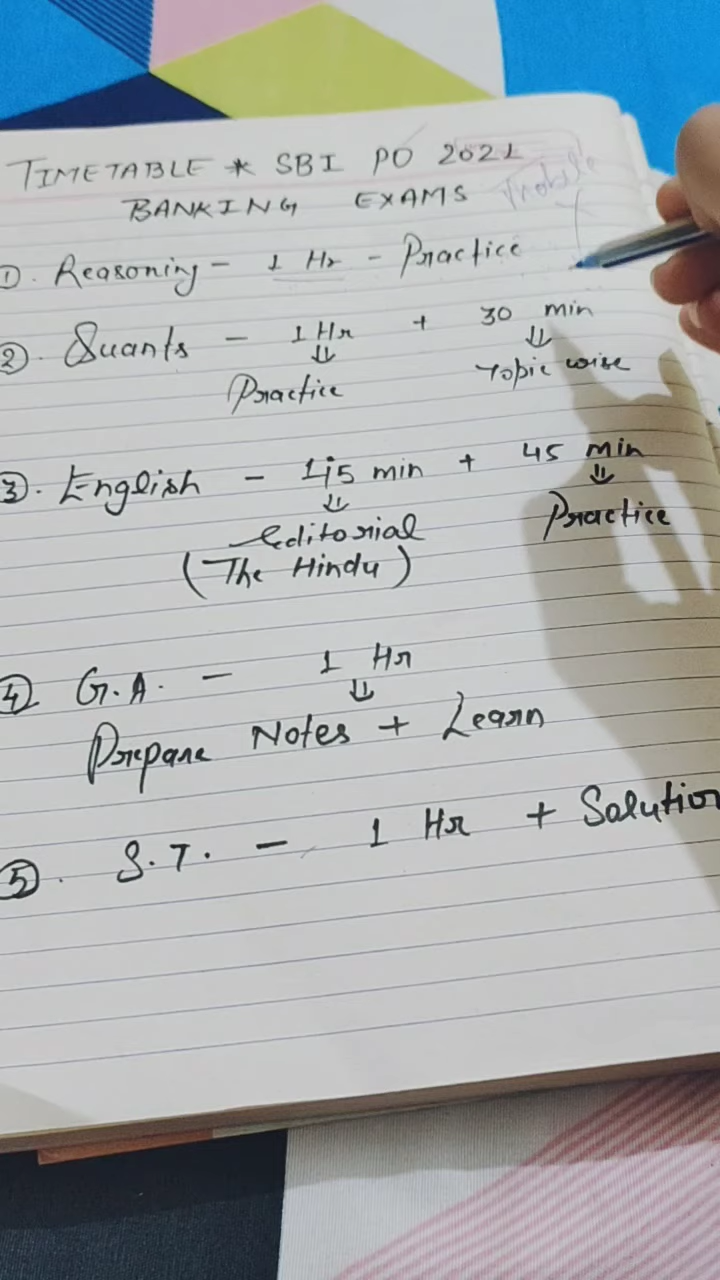 TIMETABLE * SBI PO 2021
BANKING EXAMS
① Reasoning - 1 Hr - Practice
②. Quants - 1 Hr + 30 min
⇓ ⇓
Practice Topic wise
③. English - 45 min + 45 min
⇓ ⇓
Editorial Practice
(The Hindu)
④ G.A. - 1 Hr
⇓
Prepare Notes + Learn
⑤. S.T. - 1 Hr + Solution